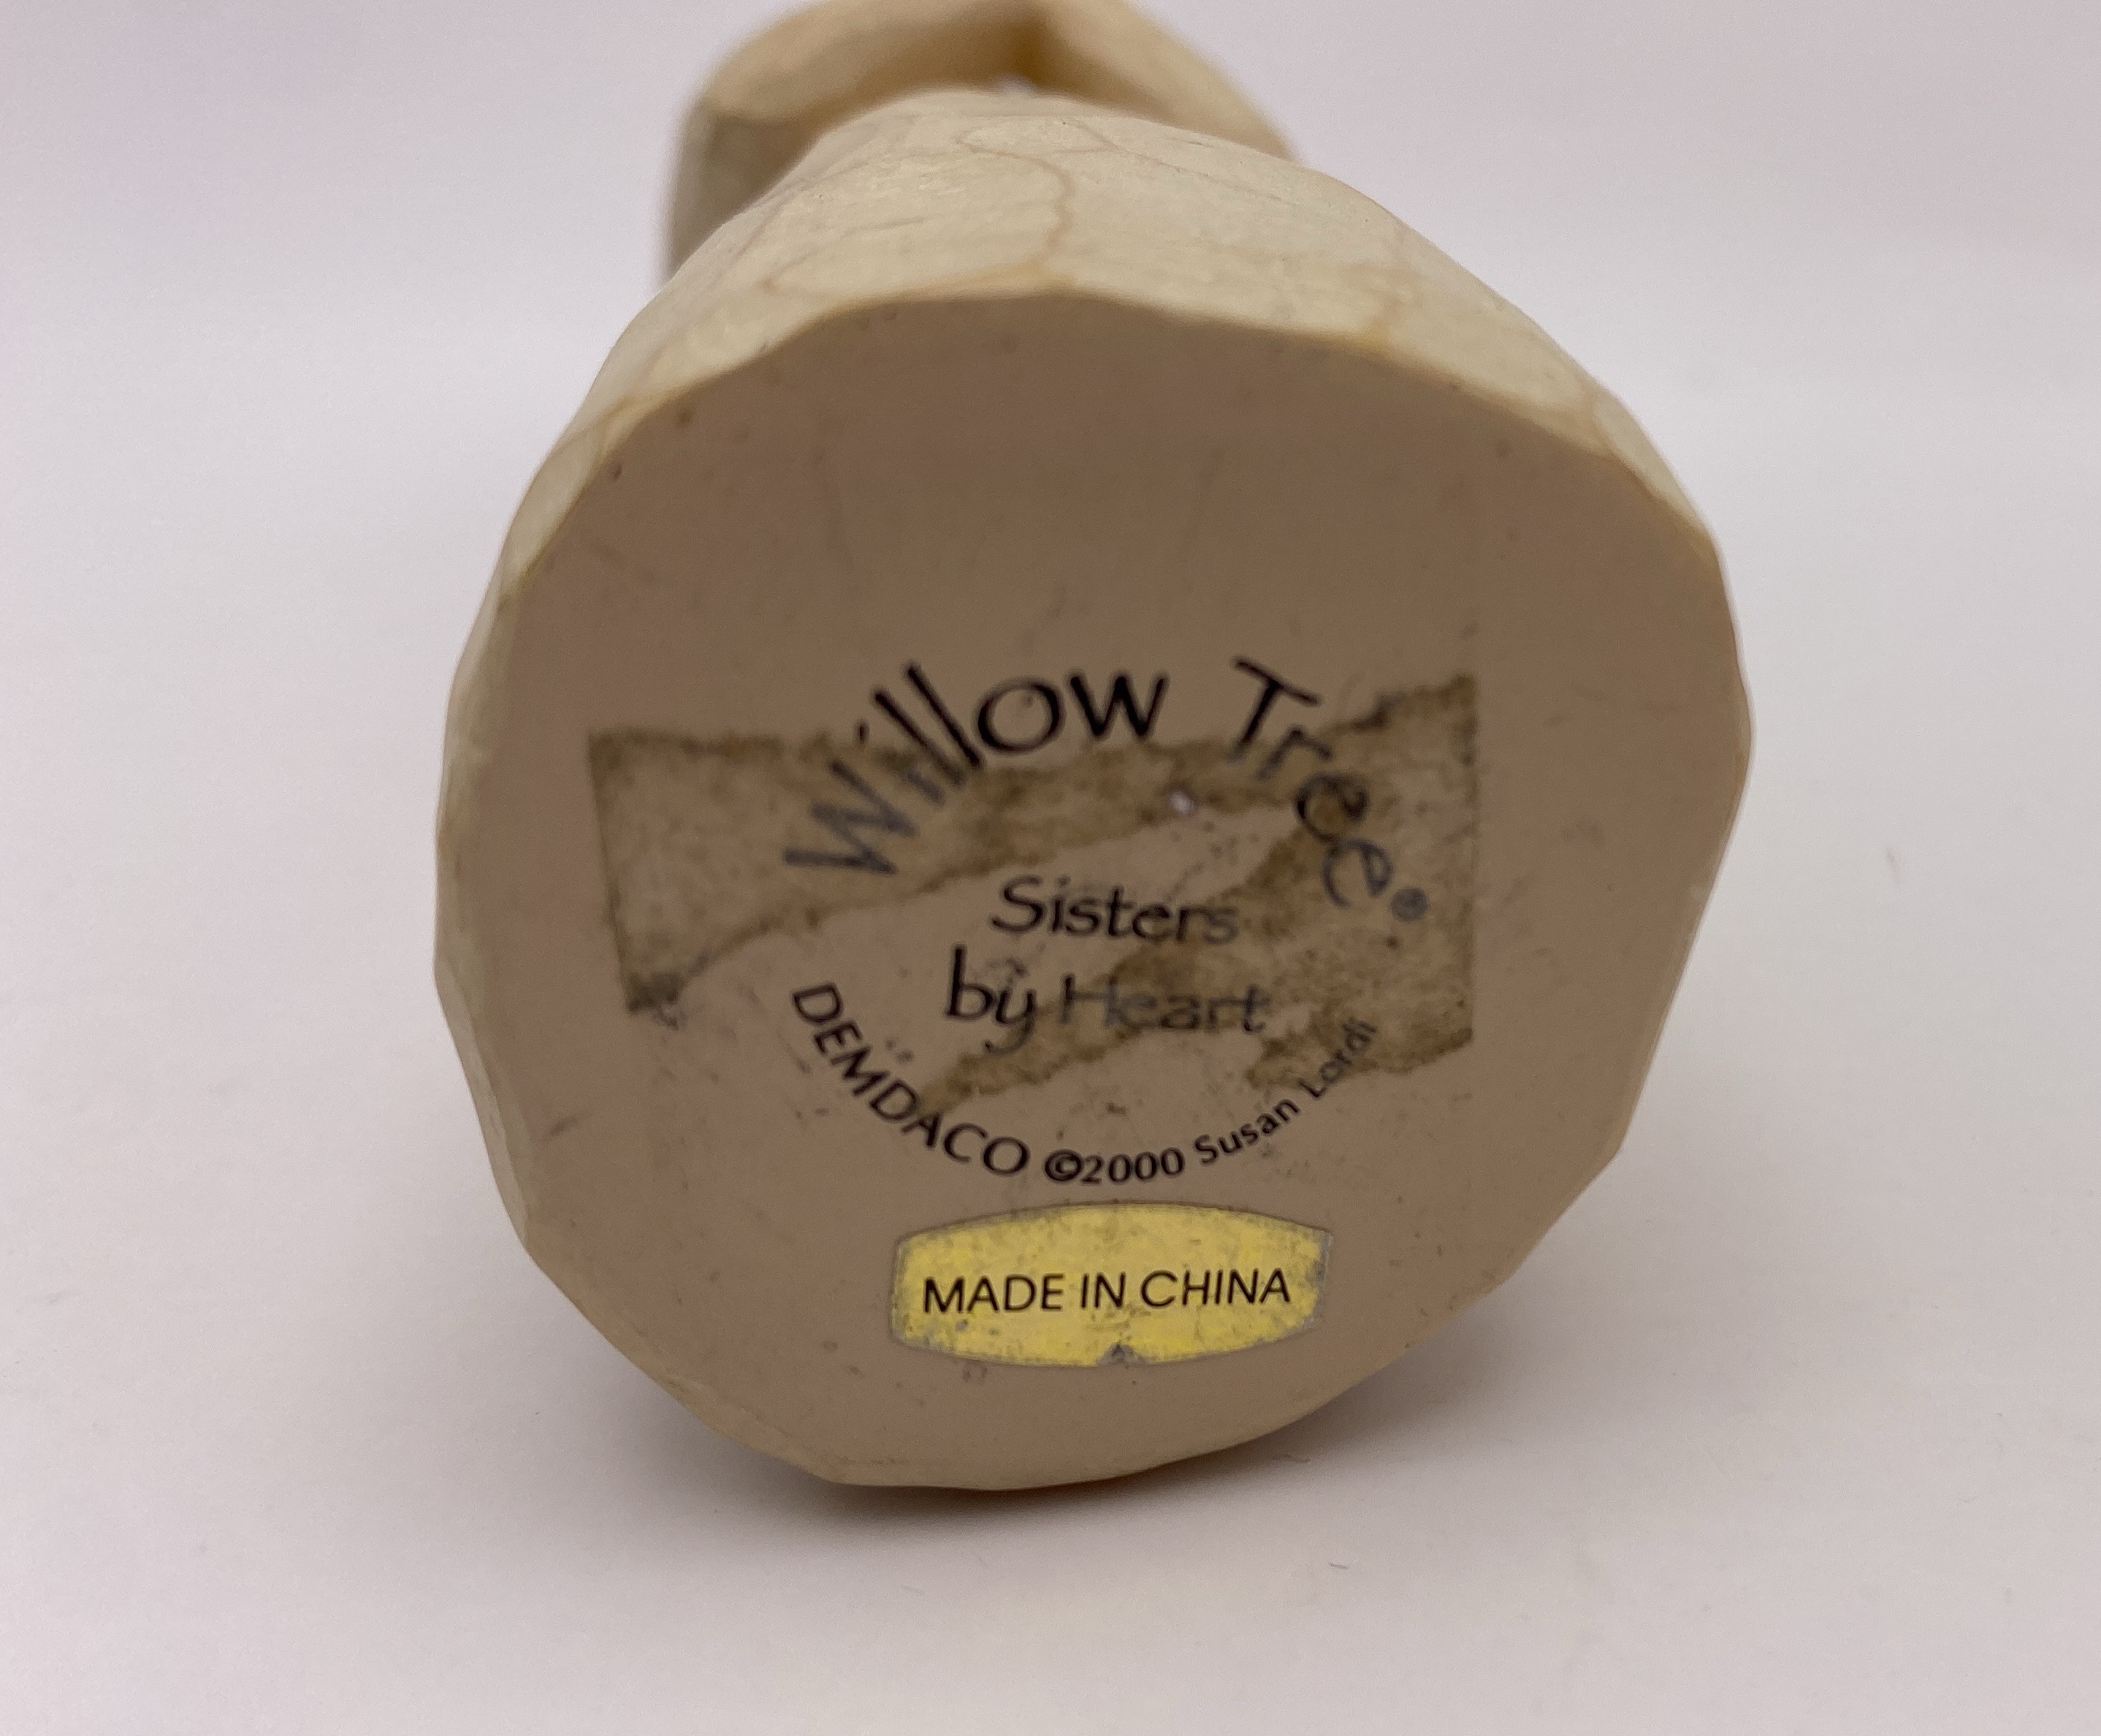 Willow Tree®
Sisters
by Heart
DEMDACO ©2000 Susan Lordi
MADE IN CHINA